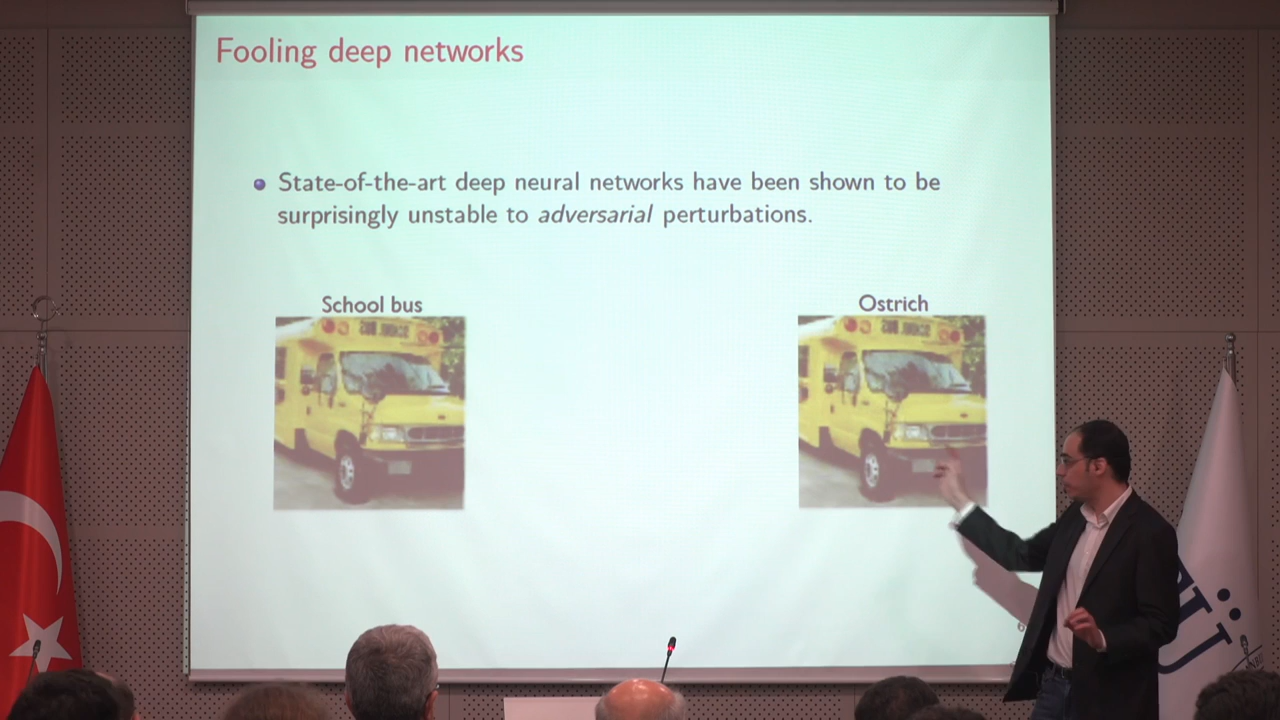 Fooling deep networks
State-of-the-art deep neural networks have been shown to be
surprisingly unstable to adversarial perturbations.
School bus
Ostrich